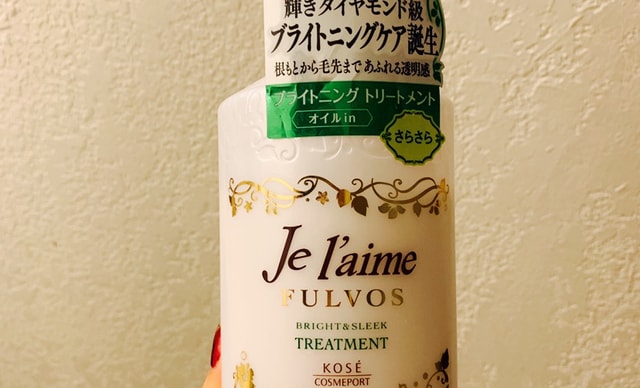 輝きダイヤモンド級
ブライトニングケア誕生
根もとから毛先まで あふれる透明感
ブライトニング トリートメント
オイルin
さらさら
Je l'aime
FULVOS
BRIGHT&SLEEK
TREATMENT
KOSÉ
COSMEPORT